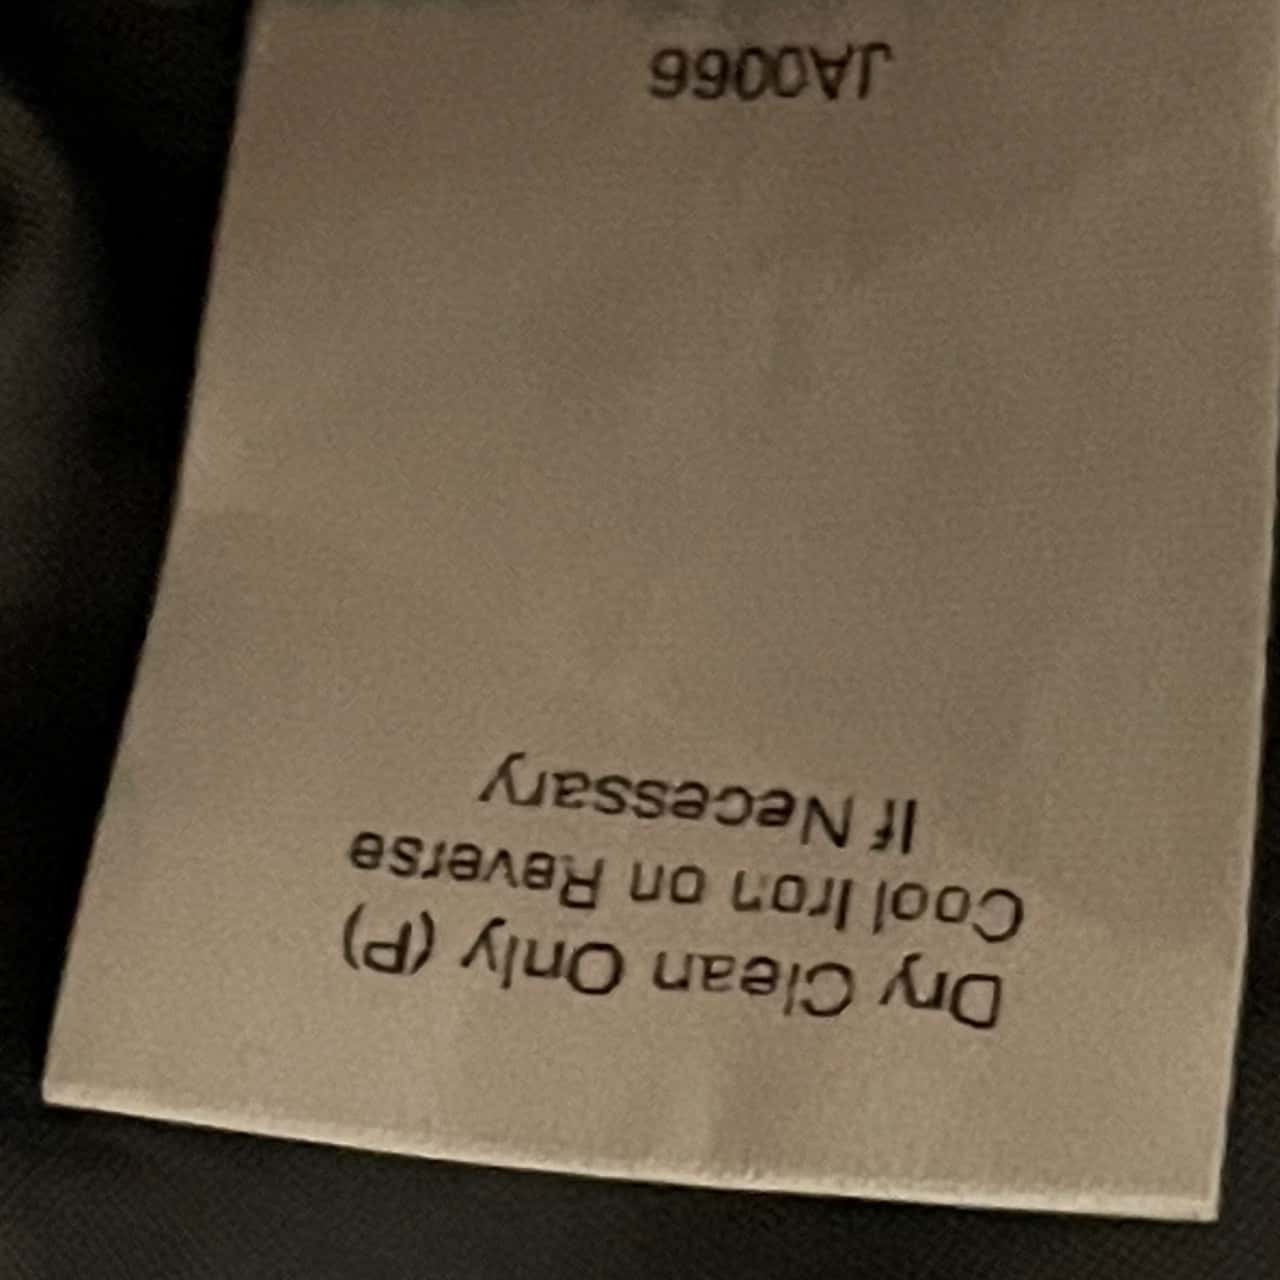 Dry Clean Only (P)
Cool Iron on Reverse
If Necessary
JA0066